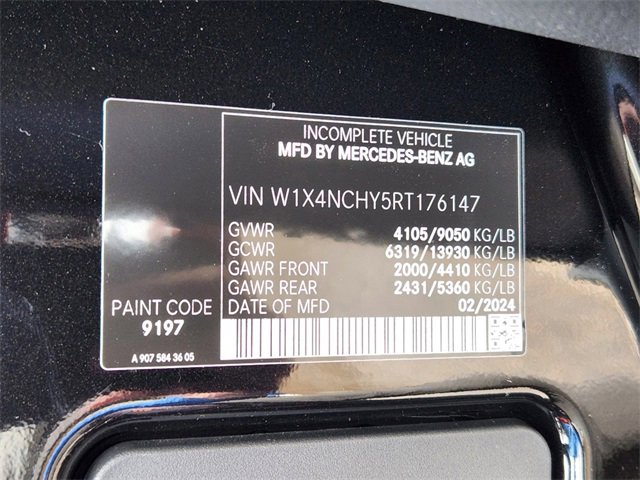 INCOMPLETE VEHICLE
MFD BY MERCEDES-BENZ AG
VIN W1X4NCHY5RT176147
GVWR 4105/9050 KG/LB
GCWR 6319/13930 KG/LB
GAWR FRONT 2000/4410 KG/LB
GAWR REAR 2431/5360 KG/LB
DATE OF MFD 02/2024
PAINT CODE
9197
A 907 584 36 05